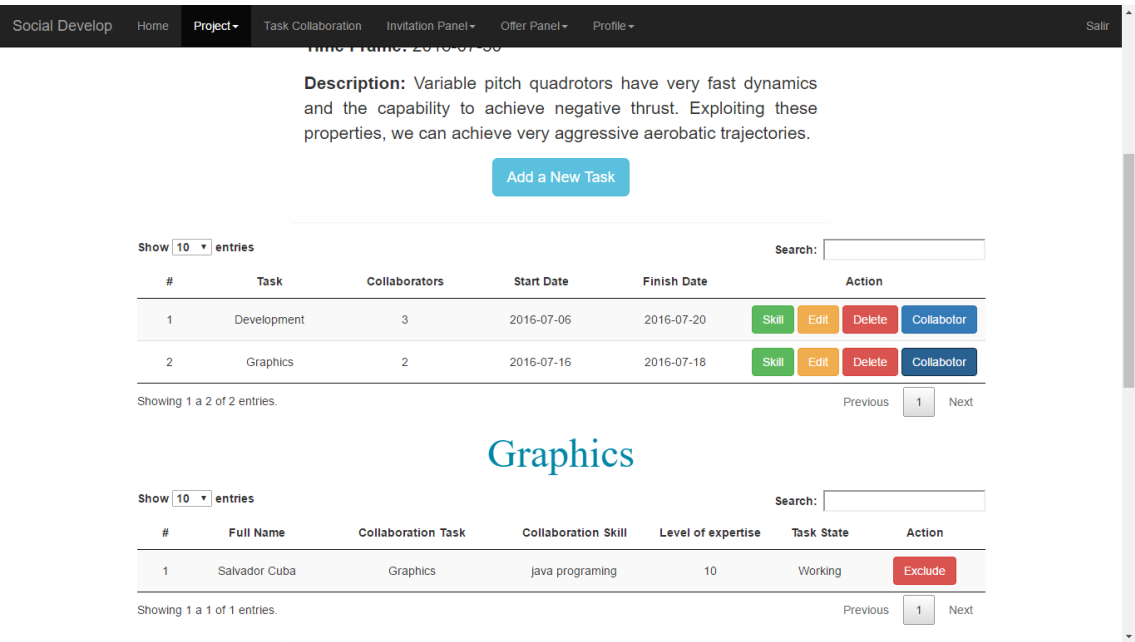 Social Develop Home Project Task Collaboration Invitation Panel Offer Panel Profile Salir
Time Frame: 2016-07-30
Description: Variable pitch quadrotors have very fast dynamics
and the capability to achieve negative thrust. Exploiting these
properties, we can achieve very aggressive aerobatic trajectories.
Add a New Task
Show 10 entries Search:
# Task Collaborators Start Date Finish Date Action
1 Development 3 2016-07-06 2016-07-20 Skill Edit Delete Collabotor
2 Graphics 2 2016-07-16 2016-07-18 Skill Edit Delete Collabotor
Showing 1 a 2 of 2 entries. Previous 1 Next
Graphics
Show 10 entries Search:
# Full Name Collaboration Task Collaboration Skill Level of expertise Task State Action
1 Salvador Cuba Graphics java programing 10 Working Exclude
Showing 1 a 1 of 1 entries. Previous 1 Next